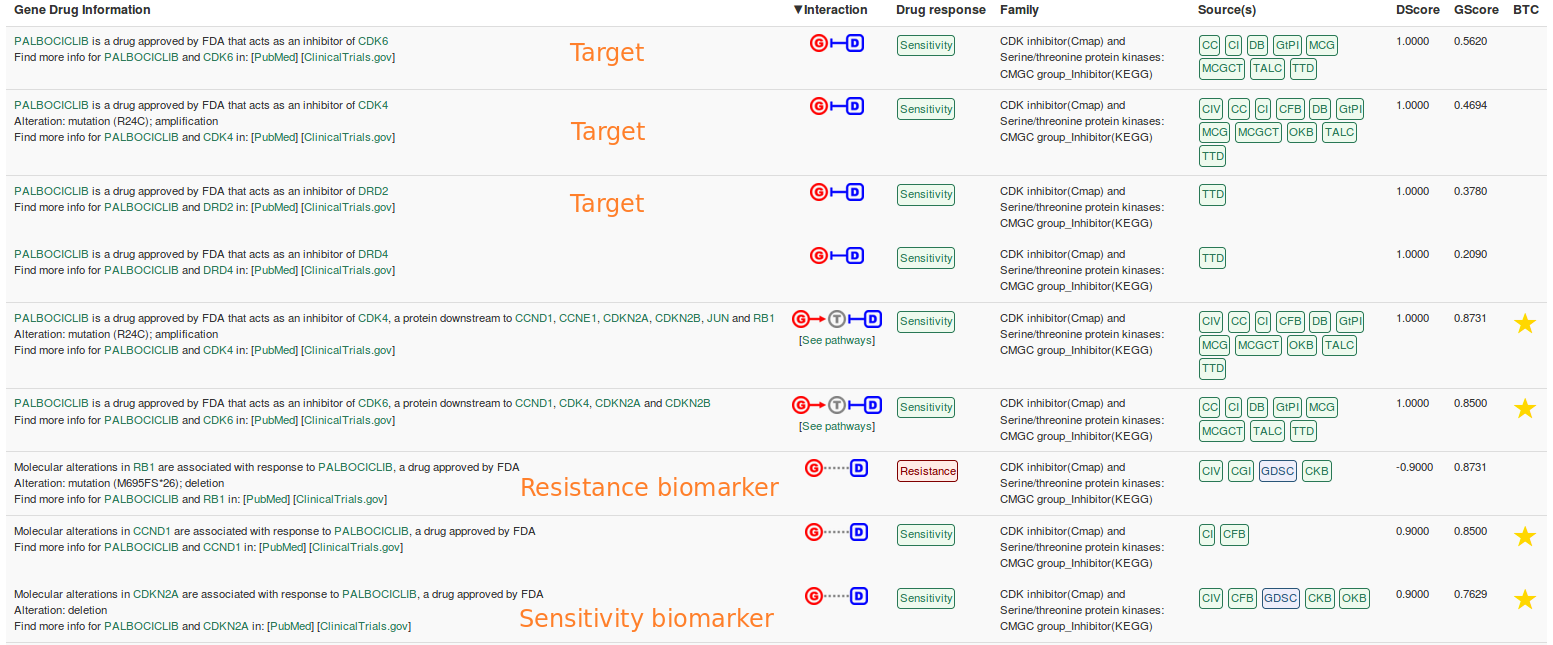 Gene Drug Information ▼Interaction Drug response Family Source(s) DScore GScore BTC
PALBOCICLIB is a drug approved by FDA that acts as an inhibitor of CDK6
Find more info for PALBOCICLIB and CDK6 in: [PubMed] [ClinicalTrials.gov]
Target
G D
Sensitivity
CDK inhibitor(Cmap) and
Serine/threonine protein kinases:
CMGC group_Inhibitor(KEGG)
CC CI DB GtPI MCG
MCGCT TALC TTD
1.0000 0.5620
PALBOCICLIB is a drug approved by FDA that acts as an inhibitor of CDK4
Alteration: mutation (R24C); amplification
Find more info for PALBOCICLIB and CDK4 in: [PubMed] [ClinicalTrials.gov]
Target
G D
Sensitivity
CDK inhibitor(Cmap) and
Serine/threonine protein kinases:
CMGC group_Inhibitor(KEGG)
CIV CC CI CFB DB GtPI
MCG MCGCT OKB TALC
TTD
1.0000 0.4694
PALBOCICLIB is a drug approved by FDA that acts as an inhibitor of DRD2
Find more info for PALBOCICLIB and DRD2 in: [PubMed] [ClinicalTrials.gov]
Target
G D
Sensitivity
CDK inhibitor(Cmap) and
Serine/threonine protein kinases:
CMGC group_Inhibitor(KEGG)
TTD
1.0000 0.3780
PALBOCICLIB is a drug approved by FDA that acts as an inhibitor of DRD4
Find more info for PALBOCICLIB and DRD4 in: [PubMed] [ClinicalTrials.gov]
G D
Sensitivity
CDK inhibitor(Cmap) and
Serine/threonine protein kinases:
CMGC group_Inhibitor(KEGG)
TTD
1.0000 0.2090
PALBOCICLIB is a drug approved by FDA that acts as an inhibitor of CDK4, a protein downstream to CCND1, CCNE1, CDKN2A, CDKN2B, JUN and RB1
Alteration: mutation (R24C); amplification
Find more info for PALBOCICLIB and CDK4 in: [PubMed] [ClinicalTrials.gov]
G T D
[See pathways]
Sensitivity
CDK inhibitor(Cmap) and
Serine/threonine protein kinases:
CMGC group_Inhibitor(KEGG)
CIV CC CI CFB DB GtPI
MCG MCGCT OKB TALC
TTD
1.0000 0.8731
PALBOCICLIB is a drug approved by FDA that acts as an inhibitor of CDK6, a protein downstream to CCND1, CDK4, CDKN2A and CDKN2B
Find more info for PALBOCICLIB and CDK6 in: [PubMed] [ClinicalTrials.gov]
G T D
[See pathways]
Sensitivity
CDK inhibitor(Cmap) and
Serine/threonine protein kinases:
CMGC group_Inhibitor(KEGG)
CC CI DB GtPI MCG
MCGCT TALC TTD
1.0000 0.8500
Molecular alterations in RB1 are associated with response to PALBOCICLIB, a drug approved by FDA
Alteration: mutation (M695FS*26); deletion
Find more info for PALBOCICLIB and RB1 in: [PubMed] [ClinicalTrials.gov]
Resistance biomarker
G D
Resistance
CDK inhibitor(Cmap) and
Serine/threonine protein kinases:
CMGC group_Inhibitor(KEGG)
CIV CGI GDSC CKB
-0.9000 0.8731
Molecular alterations in CCND1 are associated with response to PALBOCICLIB, a drug approved by FDA
Find more info for PALBOCICLIB and CCND1 in: [PubMed] [ClinicalTrials.gov]
G D
Sensitivity
CDK inhibitor(Cmap) and
Serine/threonine protein kinases:
CMGC group_Inhibitor(KEGG)
CI CFB
0.9000 0.8500
Molecular alterations in CDKN2A are associated with response to PALBOCICLIB, a drug approved by FDA
Alteration: deletion
Find more info for PALBOCICLIB and CDKN2A in: [PubMed] [ClinicalTrials.gov]
Sensitivity biomarker
G D
Sensitivity
CDK inhibitor(Cmap) and
Serine/threonine protein kinases:
CMGC group_Inhibitor(KEGG)
CIV CFB GDSC CKB OKB
0.9000 0.7629